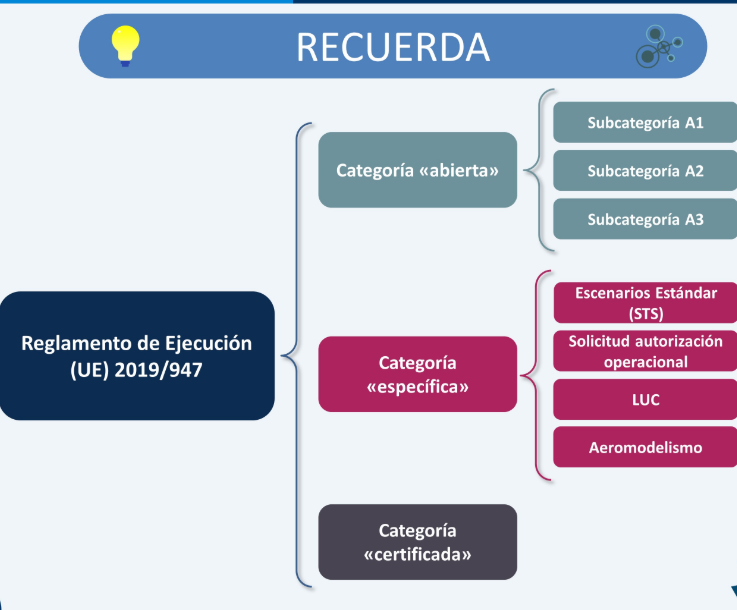 RECUERDA
Subcategoría A1
Categoría «abierta»
Subcategoría A2
Subcategoría A3
Reglamento de Ejecución
(UE) 2019/947
Escenarios Estándar
(STS)
Solicitud autorización
operacional
Categoría
«específica»
LUC
Aeromodelismo
Categoría
«certificada»